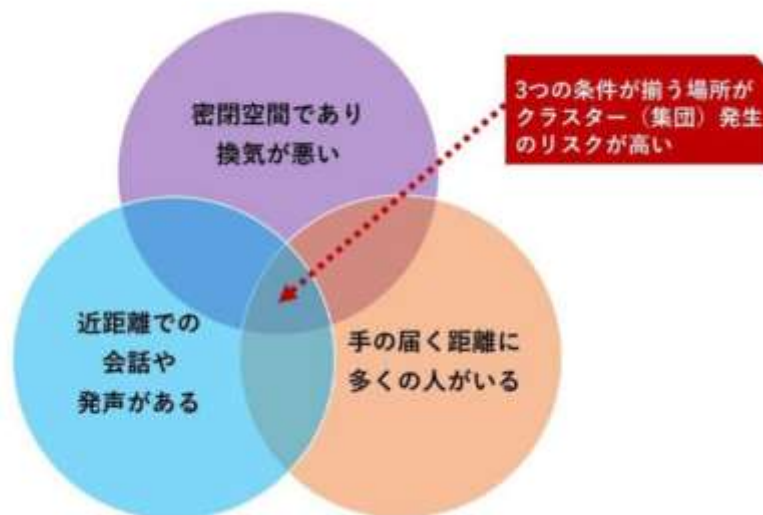 密閉空間であり
換気が悪い
3つの条件が揃う場所が
クラスター（集団）発生
のリスクが高い
近距離での
会話や
発声がある
手の届く距離に
多くの人がいる